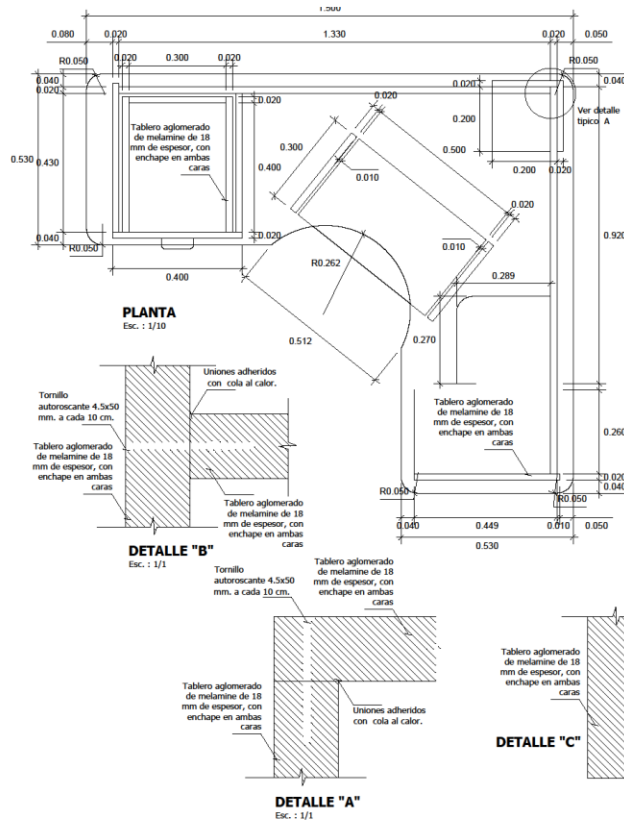 1.500
0.080
0.020
1.330
0.020
0.050
R0.050
0.020
0.300
0.020
R0.050
0.040
0.020
0.040
0.530
0.430
0.040
R0.050
0.020
Tablero aglomerado
de melamine de 18
mm de espesor, con
enchape en ambas
caras
0.400
0.020
0.300
0.020
0.010
0.400
0.020
0.200
0.500
0.200
0.020
Ver detalle
tipico A
0.020
0.010
R0.262
0.289
0.920
0.512
0.270
PLANTA
Esc. : 1/10
Tablero aglomerado
de melamine de 18
mm de espesor, con
enchape en ambas
caras
0.260
0.020
0.040
R0.050
R0.050
0.040
0.449
0.010
0.050
0.530
Uniones adheridos
con cola al calor.
Tornillo
autoroscante 4.5x50
mm. a cada 10 cm.
Tablero aglomerado
de melamine de 18
mm de espesor, con
enchape en ambas
caras
Tablero aglomerado
de melamine de 18
mm de espesor, con
enchape en ambas
caras
DETALLE "B"
Esc. : 1/1
Tornillo
autoroscante 4.5x50
mm. a cada 10 cm.
Tablero aglomerado
de melamine de 18
mm de espesor, con
enchape en ambas
caras
Tablero aglomerado
de melamine de 18
mm de espesor, con
enchape en ambas
caras
Uniones adheridos
con cola al calor.
DETALLE "A"
Esc. : 1/1
Tablero aglomerado
de melamine de 18
mm de espesor, con
enchape en ambas
caras
DETALLE "C"